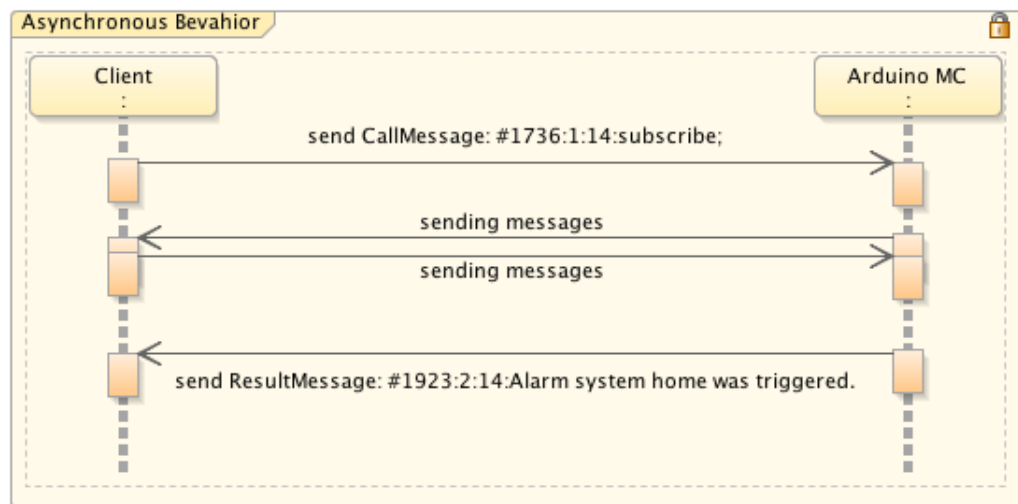 Asynchronous Bevahior
Client
:
Arduino MC
:
send CallMessage: #1736:1:14:subscribe;
sending messages
sending messages
send ResultMessage: #1923:2:14:Alarm system home was triggered.